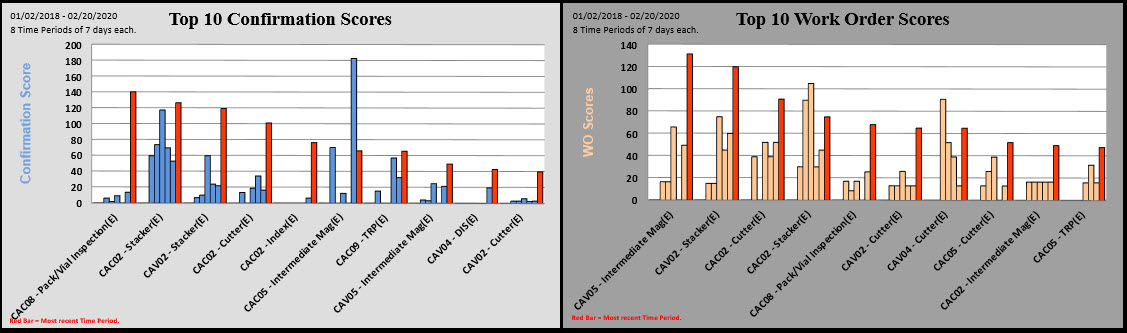 01/02/2018 - 02/20/2020
8 Time Periods of 7 days each.
Top 10 Confirmation Scores
Confirmation Score
200
180
160
140
120
100
80
60
40
20
0
CAC08 - Pack/Vial Inspection(E)
CAC02 - Stacker(E)
CAV02 - Stacker(E)
CAC02 - Cutter(E)
CAC02 - Index(E)
CAC05 - Intermediate Mag(E)
CAC09 - TRP(E)
CAV05 - Intermediate Mag(E)
CAV04 - DIS(E)
CAV02 - Cutter(E)
Red Bar = Most recent Time Period.
01/02/2018 - 02/20/2020
8 Time Periods of 7 days each.
Top 10 Work Order Scores
WO Scores
140
120
100
80
60
40
20
0
CAV05 - Intermediate Mag(E)
CAV02 - Stacker(E)
CAC02 - Cutter(E)
CAC02 - Stacker(E)
CAC08 - Pack/Vial Inspection(E)
CAV02 - Cutter(E)
CAV04 - Cutter(E)
CAC05 - Cutter(E)
CAC02 - Intermediate Mag(E)
CAC05 - TRP(E)
Red Bar = Most recent Time Period.